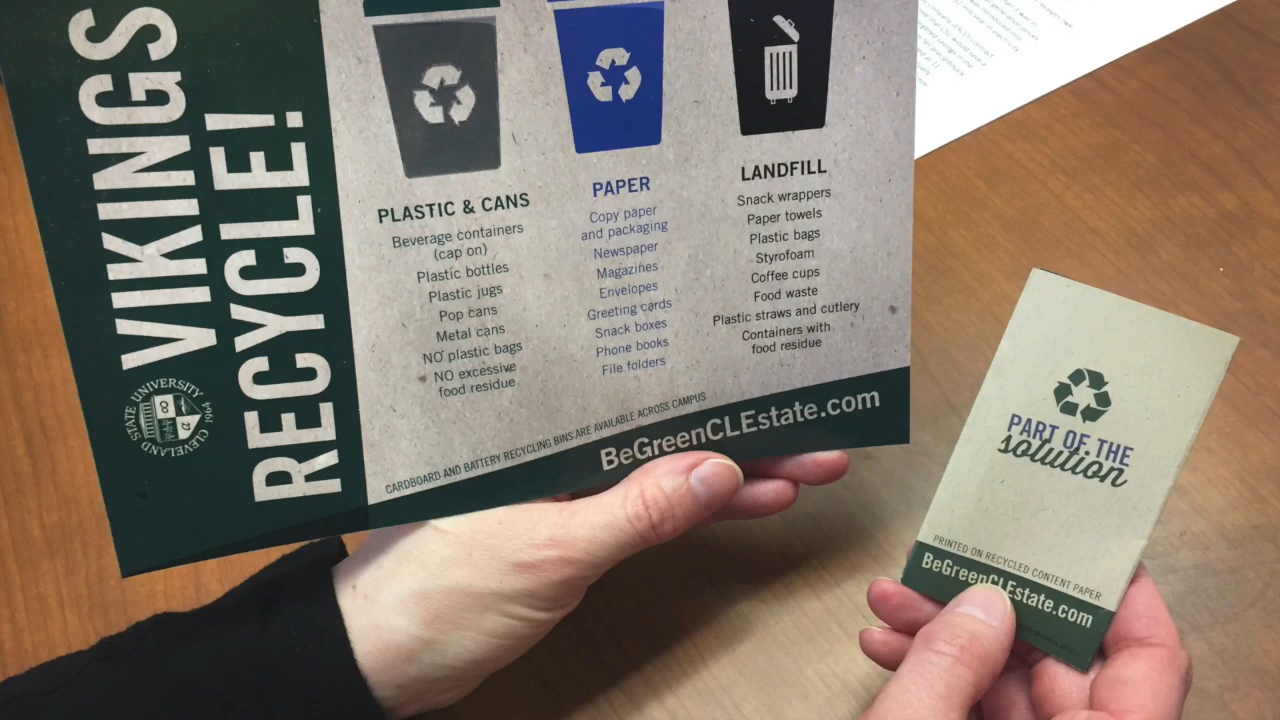 VIKINGS
RECYCLE!
CLEVELAND STATE UNIVERSITY 1964
PLASTIC & CANS
Beverage containers
(cap on)
Plastic bottles
Plastic jugs
Pop cans
Metal cans
NO plastic bags
NO excessive
food residue
PAPER
Copy paper
and packaging
Newspaper
Magazines
Envelopes
Greeting cards
Snack boxes
Phone books
File folders
LANDFILL
Snack wrappers
Paper towels
Plastic bags
Styrofoam
Coffee cups
Food waste
Plastic straws and cutlery
Containers with
food residue
CARDBOARD AND BATTERY RECYCLING BINS ARE AVAILABLE ACROSS CAMPUS
BeGreenCLEstate.com
PART OF THE
solution
PRINTED ON RECYCLED CONTENT PAPER
BeGreenCLEstate.com